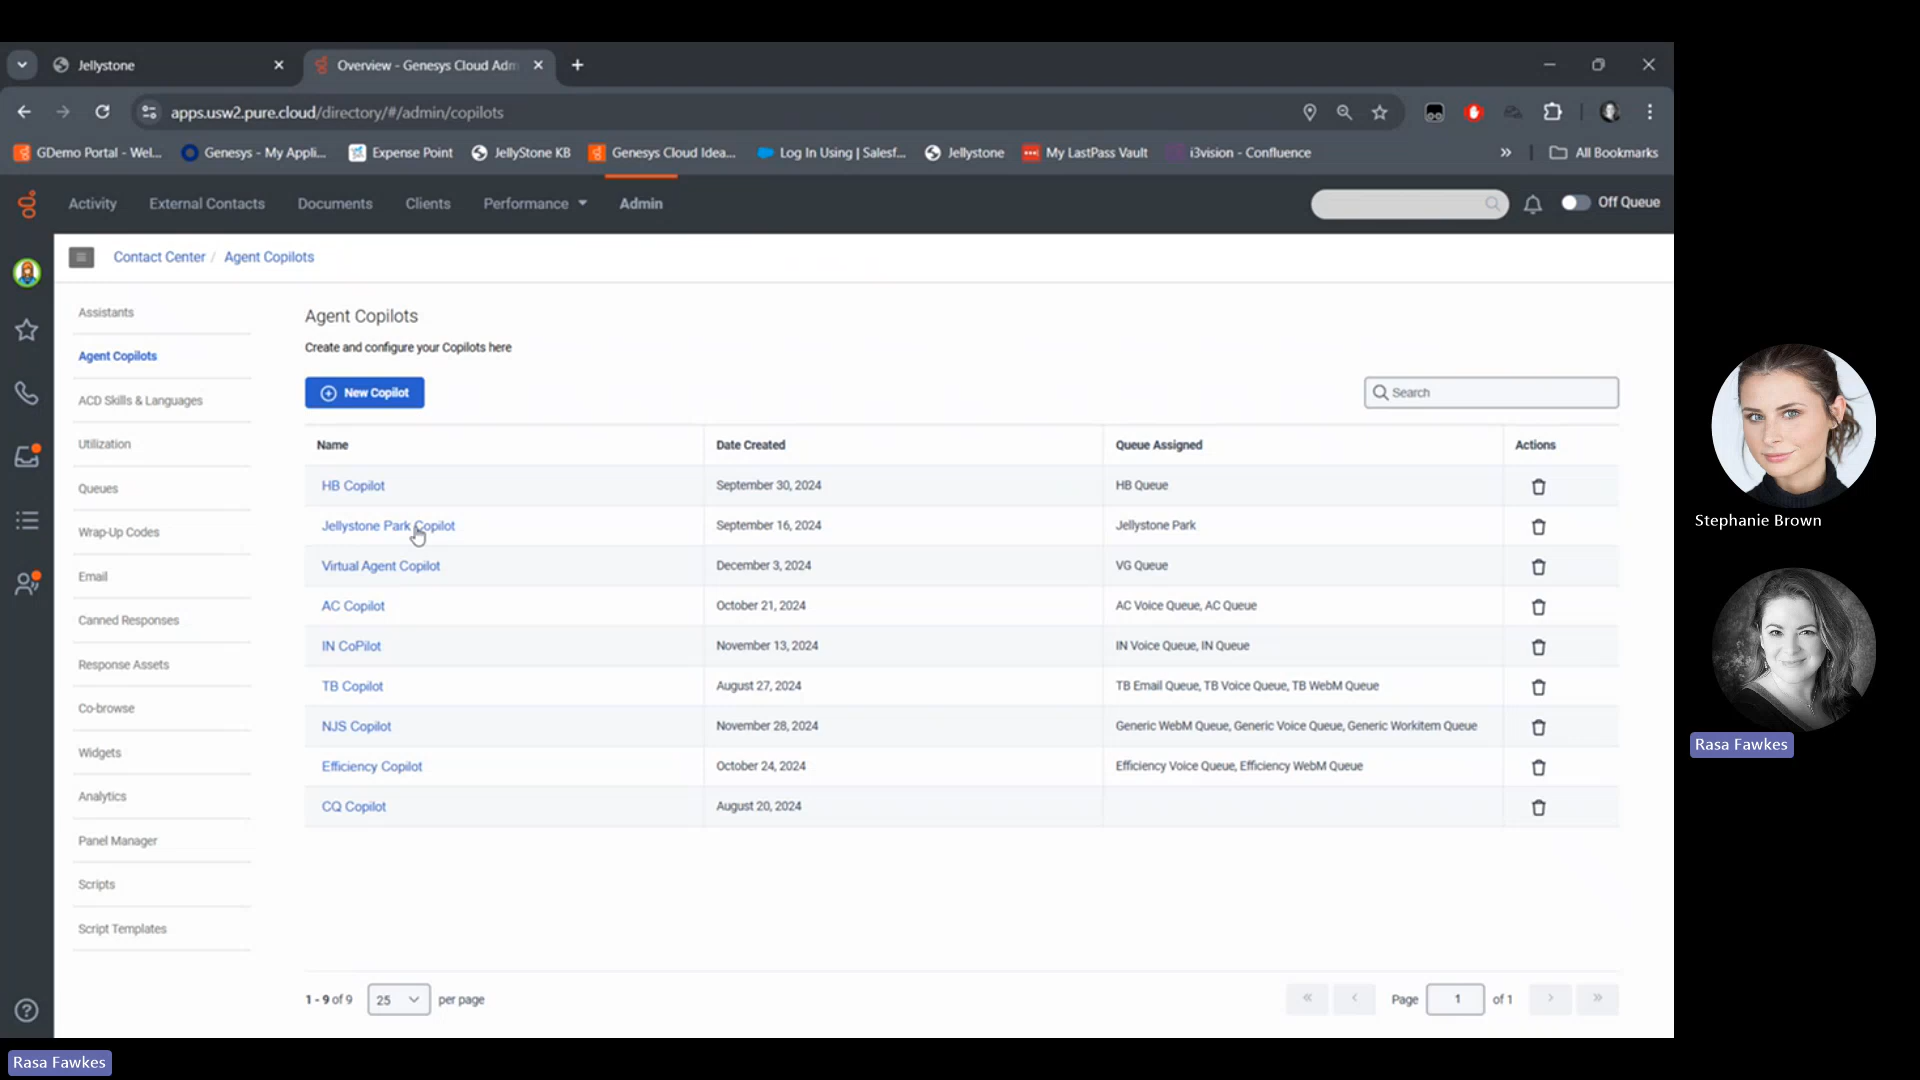 Jellystone
Overview - Genesys Cloud Adm
apps.usw2.pure.cloud/directory/#/admin/copilots
GDemo Portal - Wel...
Genesys - My Appli...
Expense Point
JellyStone KB
Genesys Cloud Idea...
Log In Using | Salesf...
Jellystone
My LastPass Vault
i3vision - Confluence
»
All Bookmarks
Activity
External Contacts
Documents
Clients
Performance
Admin
Off Queue
Contact Center / Agent Copilots
Assistants
Agent Copilots
ACD Skills & Languages
Utilization
Queues
Wrap-Up Codes
Email
Canned Responses
Response Assets
Co-browse
Widgets
Analytics
Panel Manager
Scripts
Script Templates
Agent Copilots
Create and configure your Copilots here
New Copilot
Search
Name Date Created Queue Assigned Actions
HB Copilot September 30, 2024 HB Queue
Jellystone Park Copilot September 16, 2024 Jellystone Park
Virtual Agent Copilot December 3, 2024 VG Queue
AC Copilot October 21, 2024 AC Voice Queue, AC Queue
IN CoPilot November 13, 2024 IN Voice Queue, IN Queue
TB Copilot August 27, 2024 TB Email Queue, TB Voice Queue, TB WebM Queue
NJS Copilot November 28, 2024 Generic WebM Queue, Generic Voice Queue, Generic Workitem Queue
Efficiency Copilot October 24, 2024 Efficiency Voice Queue, Efficiency WebM Queue
CQ Copilot August 20, 2024
1 - 9 of 9 25 per page
« ‹ Page 1 of 1 › »
Stephanie Brown
Rasa Fawkes
Rasa Fawkes